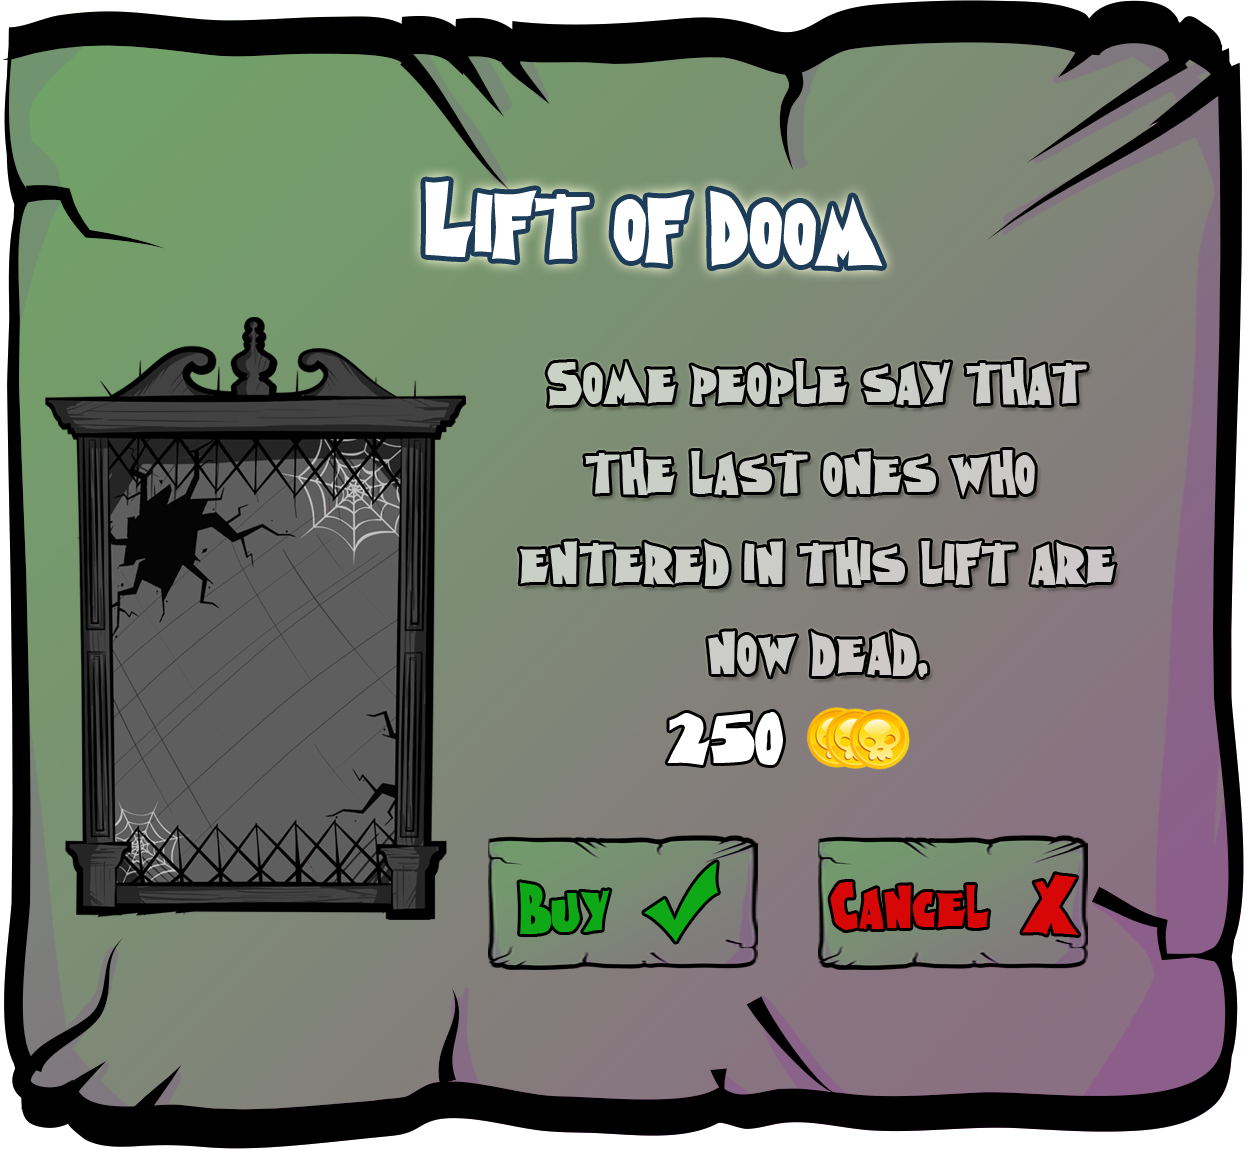 Lift of Doom
Some people say that
the last ones who
entered in this lift are
now dead.
250
Buy
Cancel X